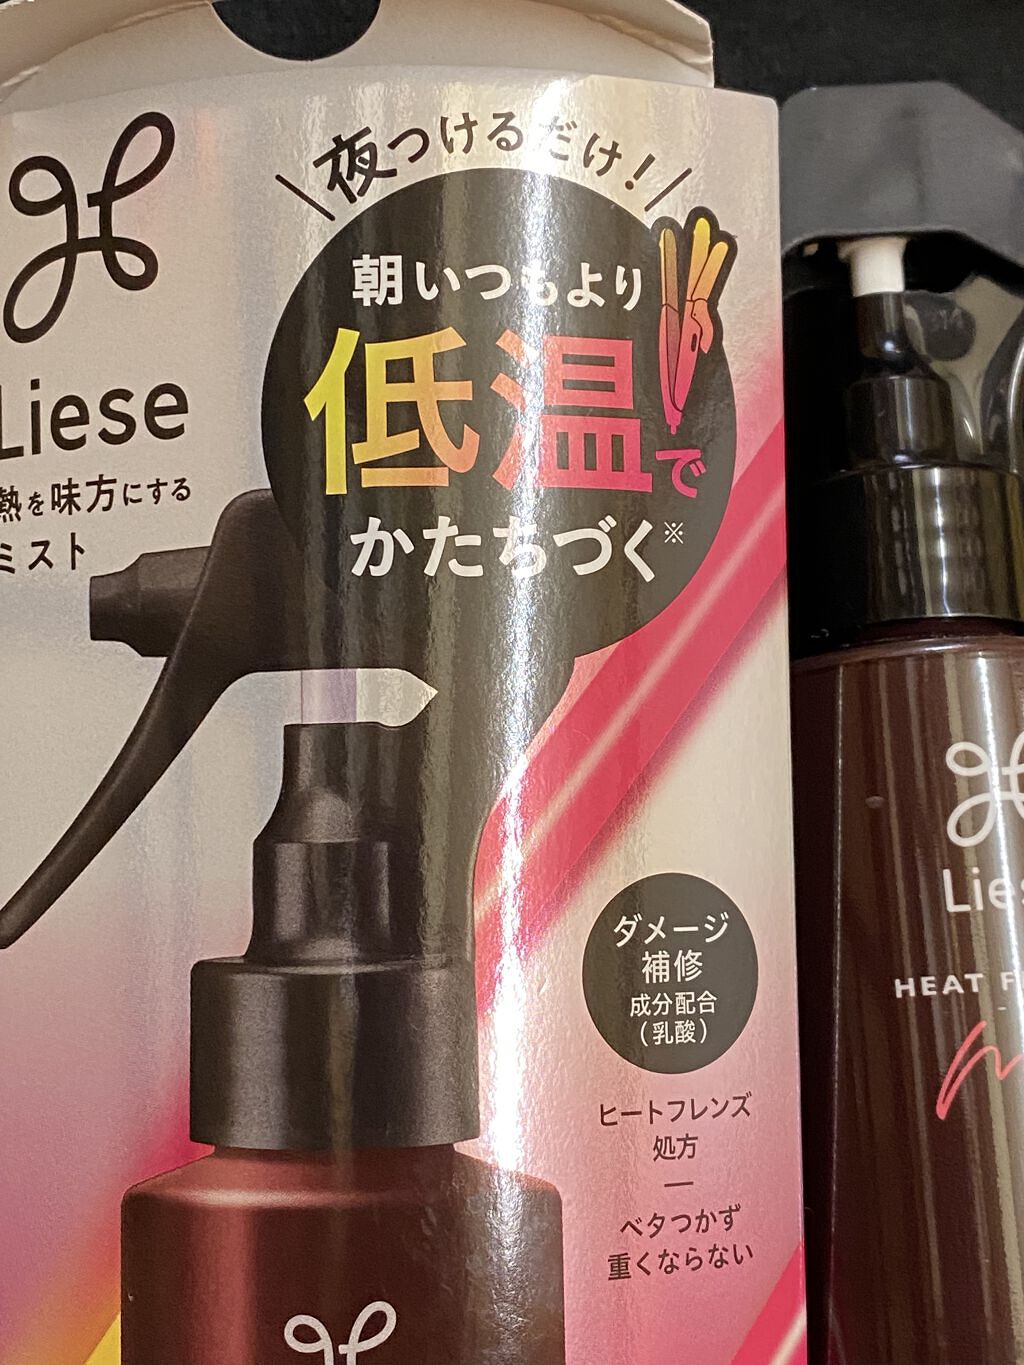 夜つけるだけ!
朝いつもより
低温で
かたちづく※
Liese
熱を味方にする
ミスト
ダメージ
補修
成分配合
(乳酸)
ヒートフレンズ
処方
ベタつかず
重くならない
HEAT